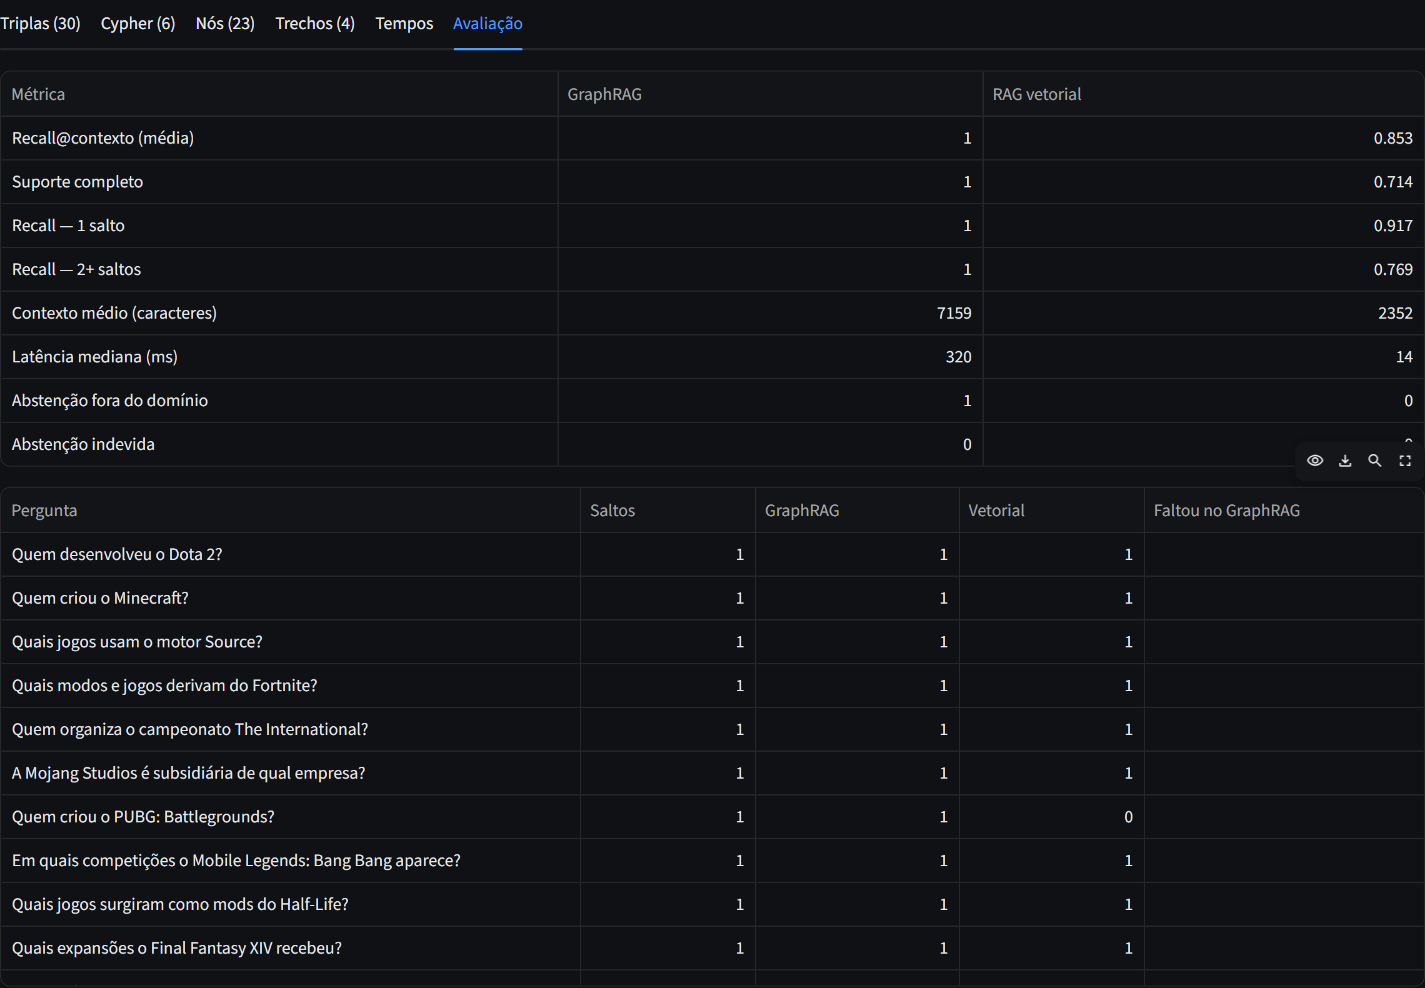 Triplas (30) Cypher (6) Nós (23) Trechos (4) Tempos Avaliação
Métrica GraphRAG RAG vetorial
Recall@contexto (média) 1 0.853
Suporte completo 1 0.714
Recall — 1 salto 1 0.917
Recall — 2+ saltos 1 0.769
Contexto médio (caracteres) 7159 2352
Latência mediana (ms) 320 14
Abstenção fora do domínio 1 0
Abstenção indevida 0
Pergunta Saltos GraphRAG Vetorial Faltou no GraphRAG
Quem desenvolveu o Dota 2? 1 1 1
Quem criou o Minecraft? 1 1 1
Quais jogos usam o motor Source? 1 1 1
Quais modos e jogos derivam do Fortnite? 1 1 1
Quem organiza o campeonato The International? 1 1 1
A Mojang Studios é subsidiária de qual empresa? 1 1 1
Quem criou o PUBG: Battlegrounds? 1 1 0
Em quais competições o Mobile Legends: Bang Bang aparece? 1 1 1
Quais jogos surgiram como mods do Half-Life? 1 1 1
Quais expansões o Final Fantasy XIV recebeu? 1 1 1